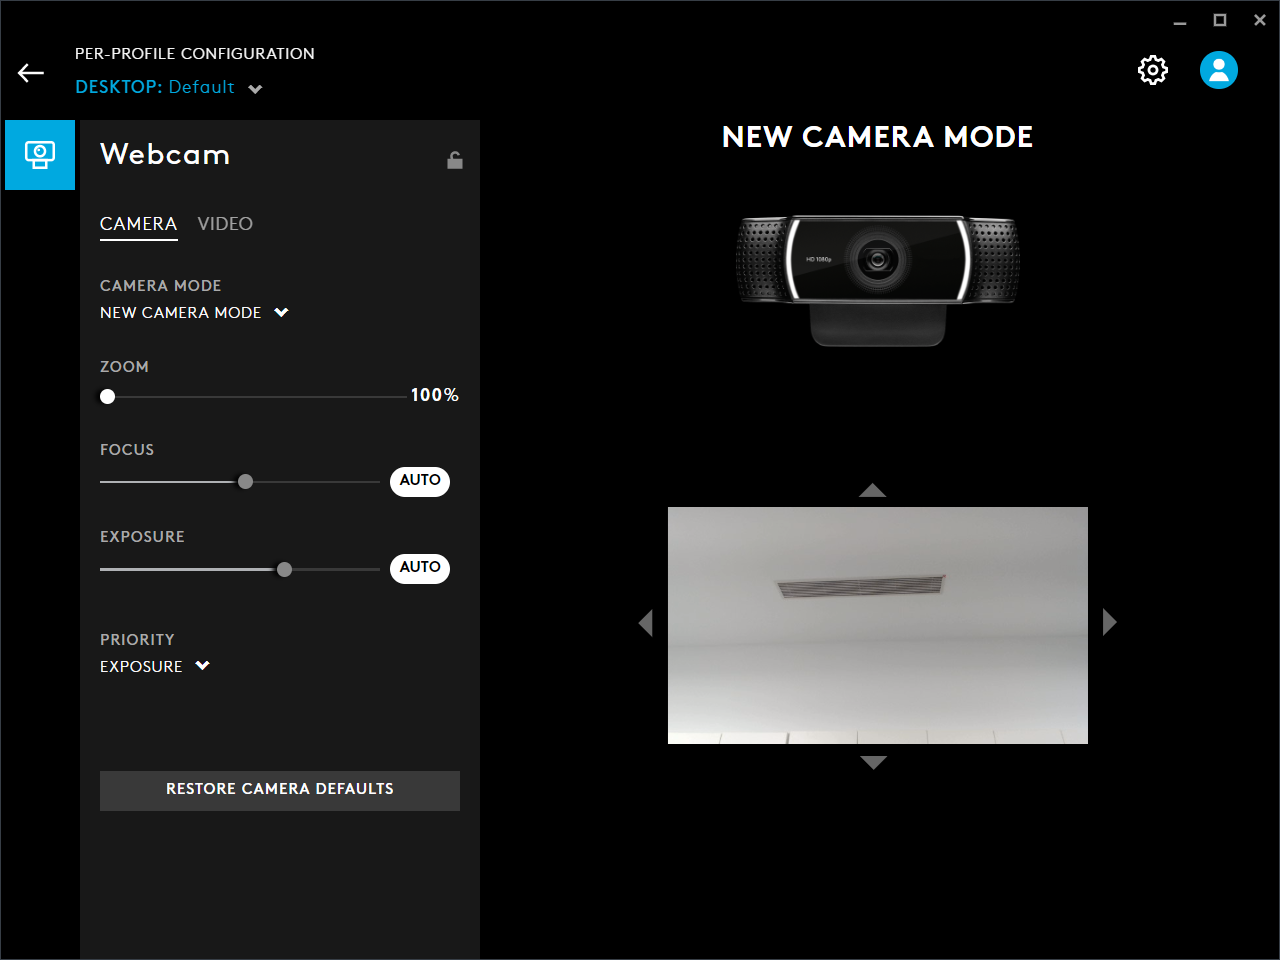 PER-PROFILE CONFIGURATION
DESKTOP: Default
Webcam
CAMERA VIDEO
CAMERA MODE
NEW CAMERA MODE
ZOOM
100%
FOCUS
AUTO
EXPOSURE
AUTO
PRIORITY
EXPOSURE
RESTORE CAMERA DEFAULTS
NEW CAMERA MODE
HD 1080p